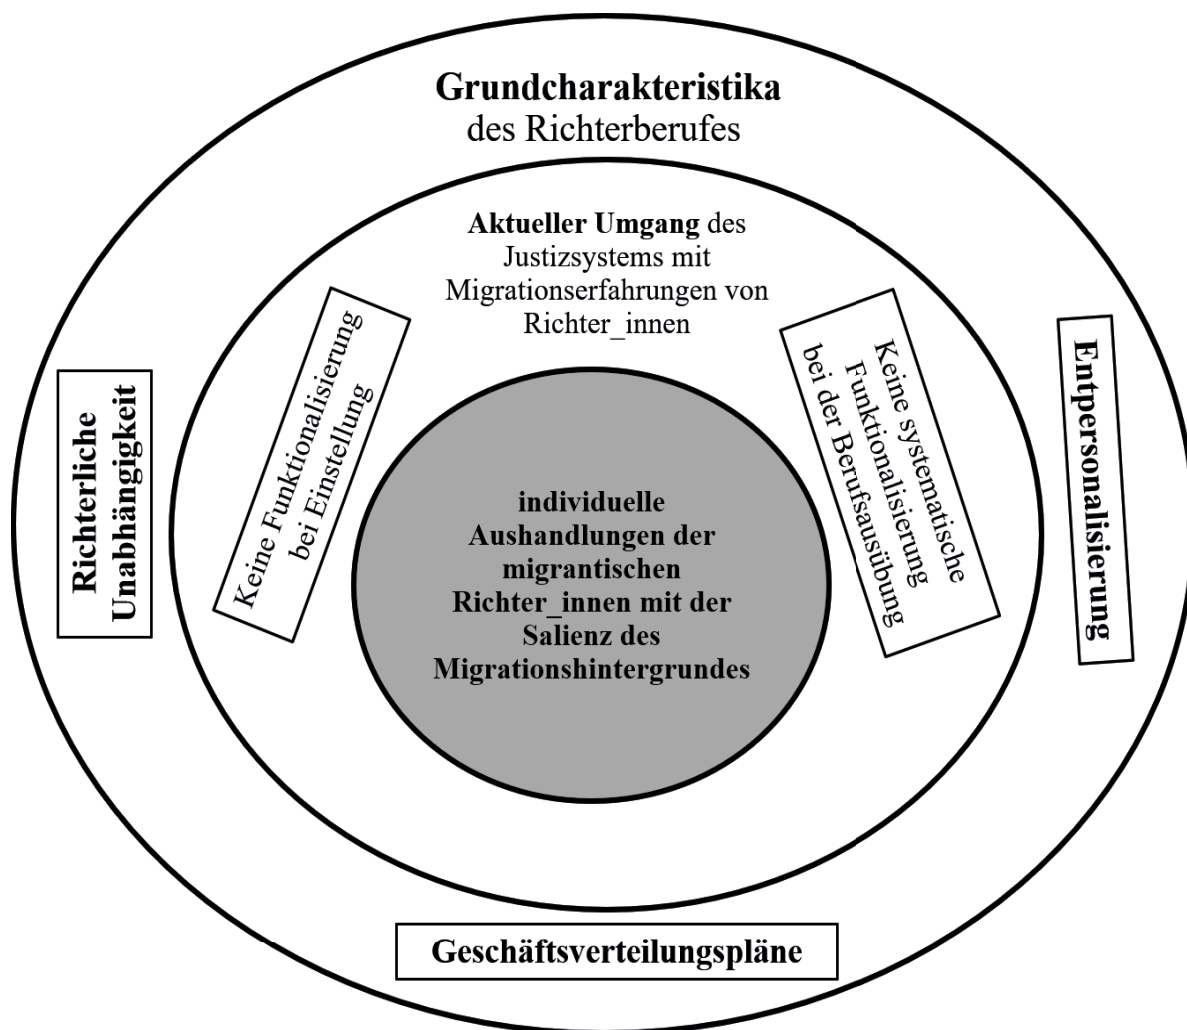 Grundcharakteristika
des Richterberufes
Aktueller Umgang des
Justizsystems mit
Migrationserfahrungen von
Richter_innen
Richterliche
Unabhängigkeit
Keine Funktionalisierung
bei Einstellung
individuelle
Aushandlungen der
migrantischen
Richter_innen mit der
Salienz des
Migrationshintergrundes
Keine systematische
Funktionalisierung
bei der Berufsausübung
Entpersonalisierung
Geschäftsverteilungspläne